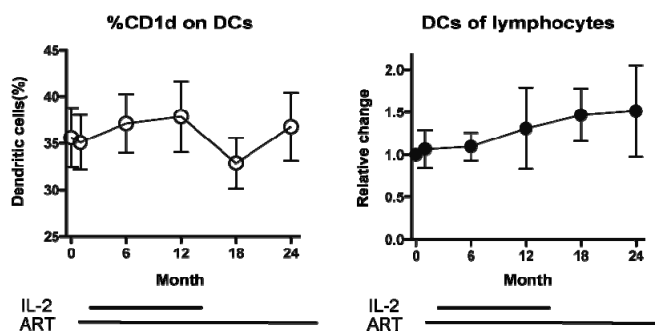 %CD1d on DCs
Dendritic cells(%)
45
40
35
30
25
0 6 12 18 24
Month
IL-2
ART
DCs of lymphocytes
Relative change
2.0
1.5
1.0
0.5
0.0
0 6 12 18 24
Month
IL-2
ART